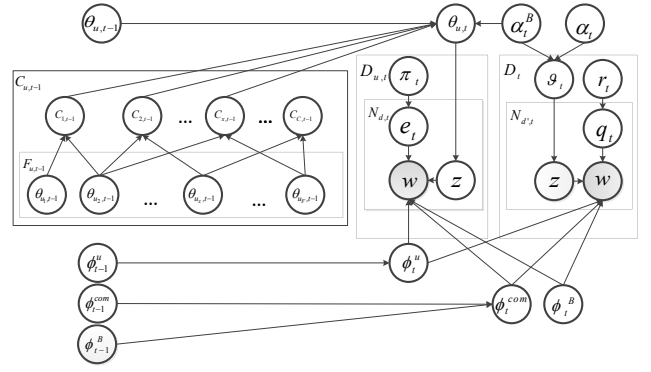 θ_{u,t−1} θ_{u,t} α_t^B α_t
C_{u,t−1} D_{u,t} π_t D_t ϑ_t r_t
C_{1,t−1} C_{2,t−1} ... C_{x,t−1} ... C_{C,t−1} N_{d,t} e_t N_{d',t} q_t
F_{u,t−1}
θ_{u_1,t−1} θ_{u_2,t−1} ... θ_{u_s,t−1} ... θ_{u_F,t−1} w z z w
ϕ_{t−1}^u ϕ_t^u
ϕ_{t−1}^{com} ϕ_t^{com} ϕ_t^B
ϕ_{t−1}^B